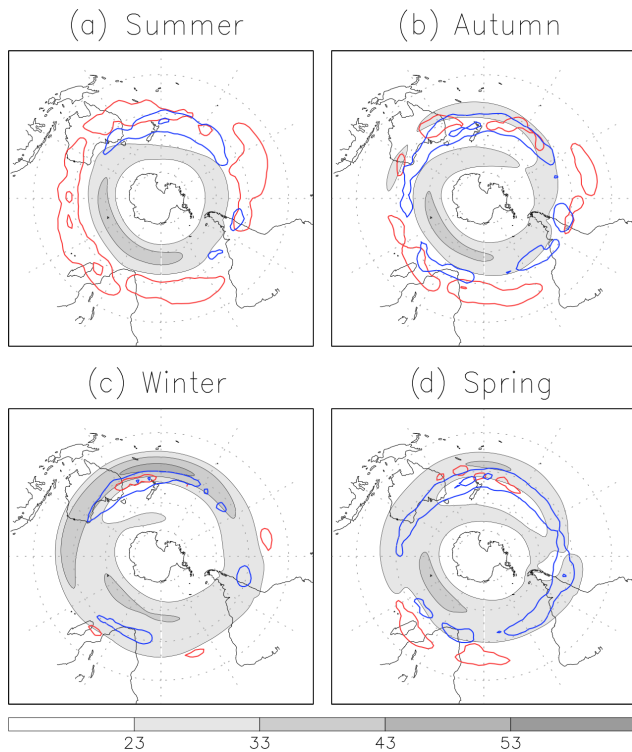 (a) Summer
(b) Autumn
(c) Winter
(d) Spring
23 33 43 53